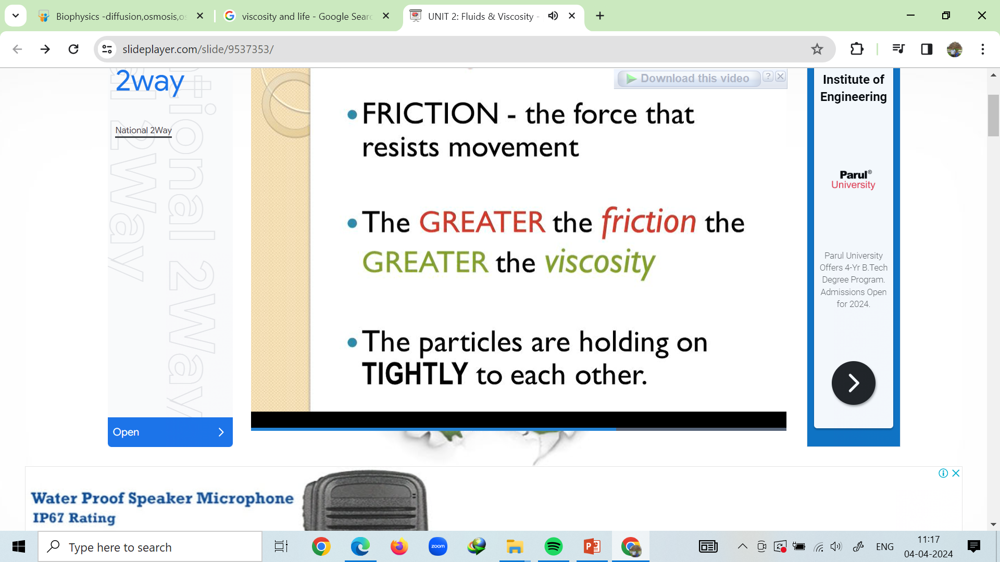 Biophysics -diffusion,osmosis,os
viscosity and life - Google Searc
UNIT 2: Fluids & Viscosity -
slideplayer.com/slide/9537353/
2way
National 2Way
National 2Way
Open
Download this video
?
• FRICTION - the force that
resists movement
• The GREATER the friction the
GREATER the viscosity
• The particles are holding on
TIGHTLY to each other.
Institute of
Engineering
Parul®
University
Parul University
Offers 4-Yr B.Tech
Degree Program.
Admissions Open
for 2024.
Water Proof Speaker Microphone
IP67 Rating
Type here to search
zoom
ENG
11:17
04-04-2024